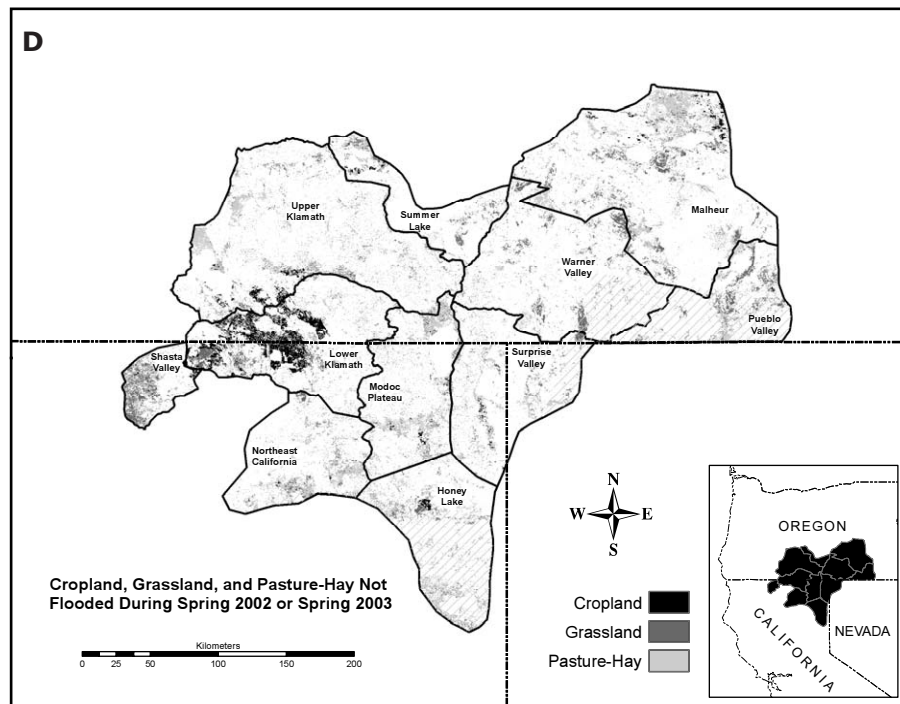 D
Upper
Klamath
Summer
Lake
Malheur
Warner
Valley
Pueblo
Valley
Shasta
Valley
Lower
Klamath
Surprise
Valley
Modoc
Plateau
Northeast
California
Honey
Lake
N
W E
S
Cropland, Grassland, and Pasture-Hay Not
Flooded During Spring 2002 or Spring 2003
Kilometers
0 25 50 100 150 200
Cropland
Grassland
Pasture-Hay
OREGON
CALIFORNIA
NEVADA